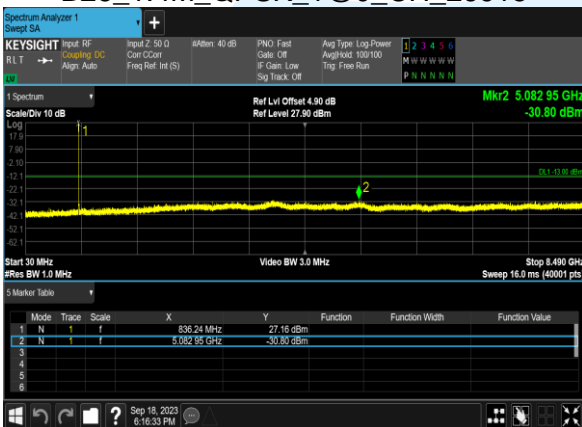 Spectrum Analyzer 1
Swept SA
KEYSIGHT
RLT
Input: RF
Coupling: DC
Align: Auto
Input Z: 50 Ω
Corr CCorr
Freq Ref: Int (S)
#Atten: 40 dB
PNO: Fast
Gate: Off
IF Gain: Low
Sig Track: Off
Avg Type: Log-Power
Avg|Hold: 100/100
Trig: Free Run
1 2 3 4 5 6
M W W W W W
P N N N N N
LW
1 Spectrum
Scale/Div 10 dB
Ref Lvl Offset 4.90 dB
Ref Level 27.90 dBm
Mkr2 5.082 95 GHz
-30.80 dBm
Log
17.9
7.90
-2.10
-12.1
-22.1
-32.1
-42.1
-52.1
-62.1
1
2
DL1 -13.00 dBm
Start 30 MHz
#Res BW 1.0 MHz
Video BW 3.0 MHz
Stop 8.490 GHz
Sweep 16.0 ms (40001 pts
5 Marker Table
Mode Trace Scale X Y Function Function Width Function Value
1 N 1 f 836.24 MHz 27.16 dBm
2 N 1 f 5.082 95 GHz -30.80 dBm
3
4
5
6
Sep 18, 2023
6:16:33 PM